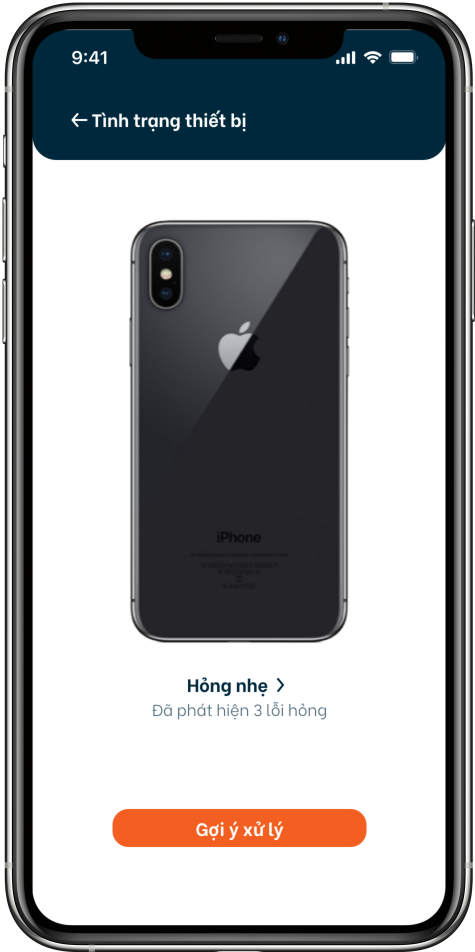 9:41
← Tình trạng thiết bị
iPhone
Hỏng nhẹ >
Đã phát hiện 3 lỗi hỏng
Gợi ý xử lý